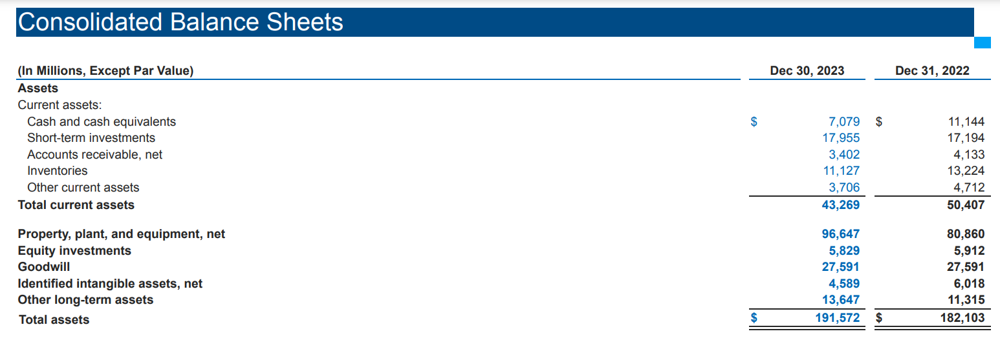 Consolidated Balance Sheets
(In Millions, Except Par Value) Dec 30, 2023 Dec 31, 2022
Assets
Current assets:
Cash and cash equivalents $ 7,079 $ 11,144
Short-term investments 17,955 17,194
Accounts receivable, net 3,402 4,133
Inventories 11,127 13,224
Other current assets 3,706 4,712
Total current assets 43,269 50,407
Property, plant, and equipment, net 96,647 80,860
Equity investments 5,829 5,912
Goodwill 27,591 27,591
Identified intangible assets, net 4,589 6,018
Other long-term assets 13,647 11,315
Total assets $ 191,572 $ 182,103